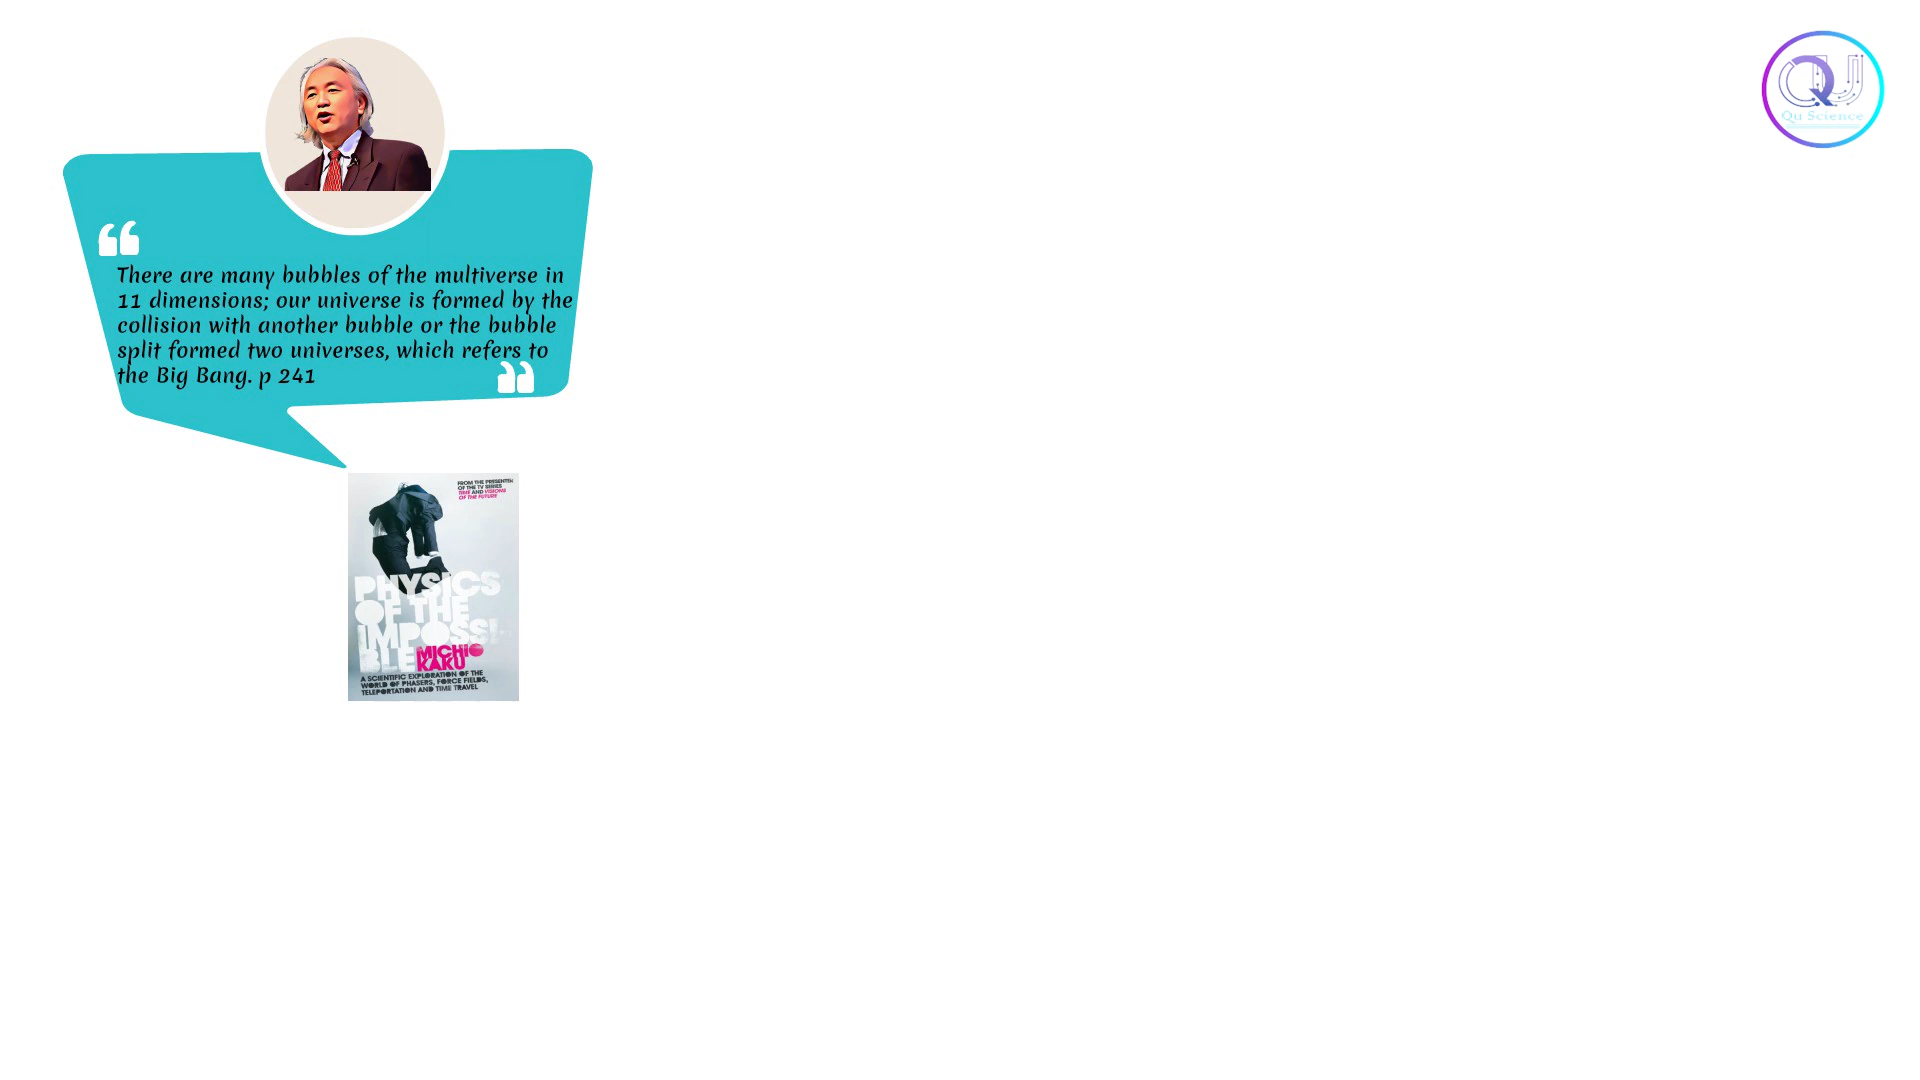 Qu Science
There are many bubbles of the multiverse in
11 dimensions; our universe is formed by the
collision with another bubble or the bubble
split formed two universes, which refers to
the Big Bang. p 241
FROM THE PRESENTER
OF THE TV SERIES
TIME AND VISIONS
OF THE FUTURE
PHYSICS
OF THE
IMPOSSI
BLE MICHIO
KAKU
A SCIENTIFIC EXPLORATION OF THE
WORLD OF PHASERS, FORCE FIELDS,
TELEPORTATION AND TIME TRAVEL